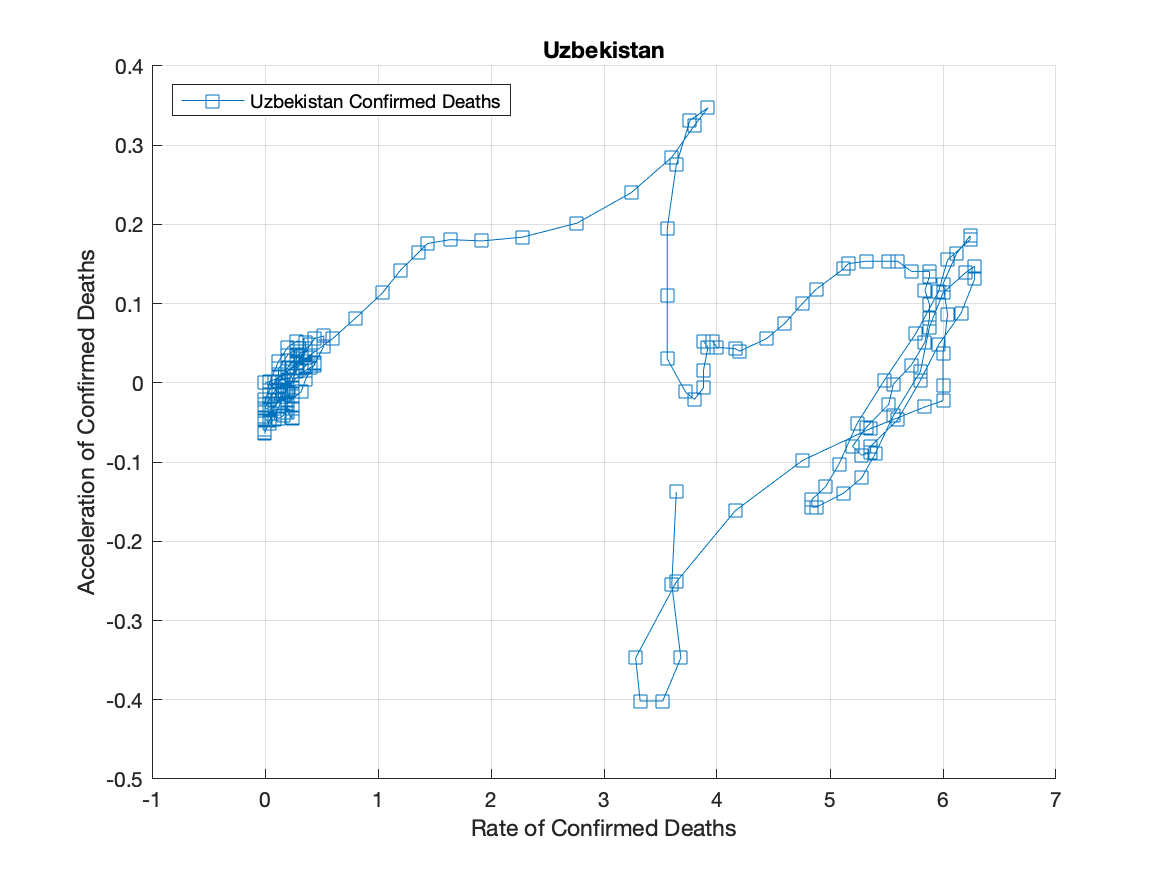 Uzbekistan
Uzbekistan Confirmed Deaths
0.4
0.3
0.2
0.1
0
-0.1
-0.2
-0.3
-0.4
-0.5
Acceleration of Confirmed Deaths
-1 0 1 2 3 4 5 6 7
Rate of Confirmed Deaths